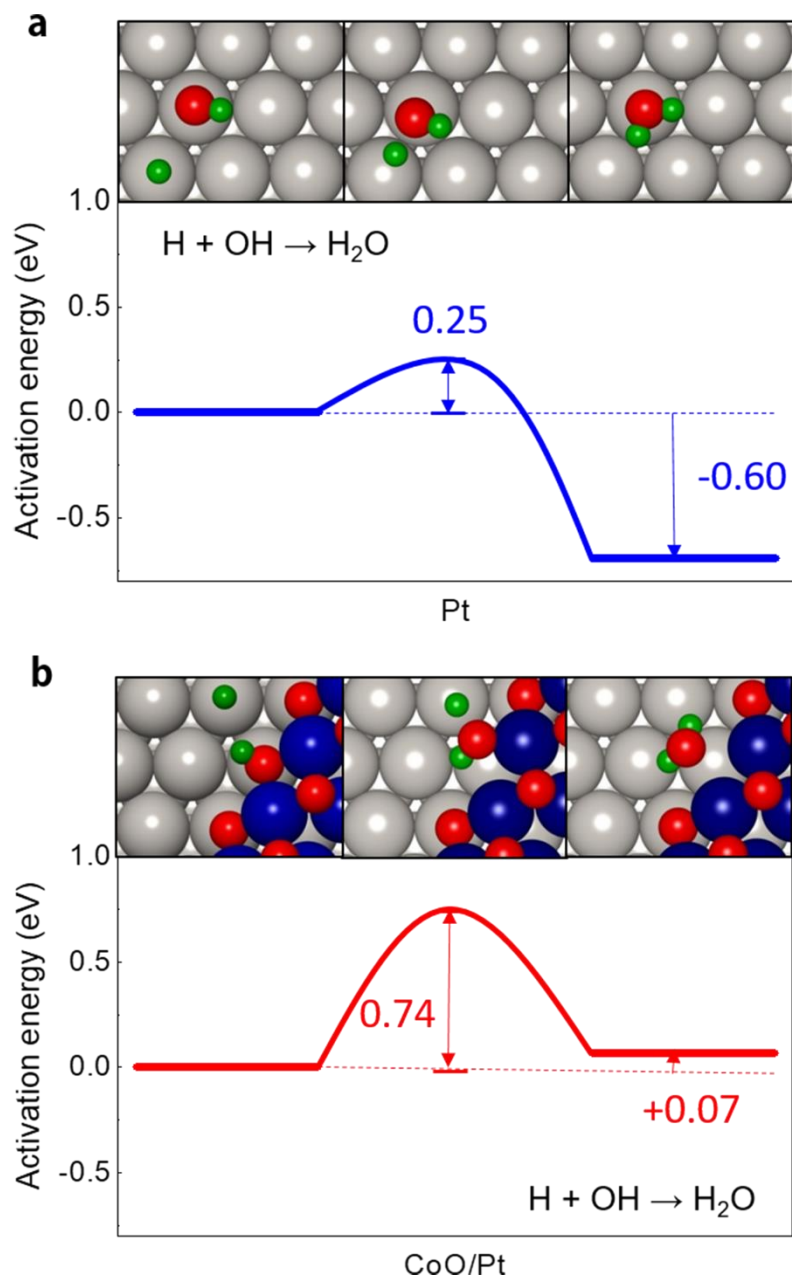 a
1.0
H + OH → H₂O
0.25
0.5
0.0
-0.60
-0.5
Activation energy (eV)
Pt
b
1.0
0.5
0.74
0.0
+0.07
-0.5
H + OH → H₂O
Activation energy (eV)
CoO/Pt